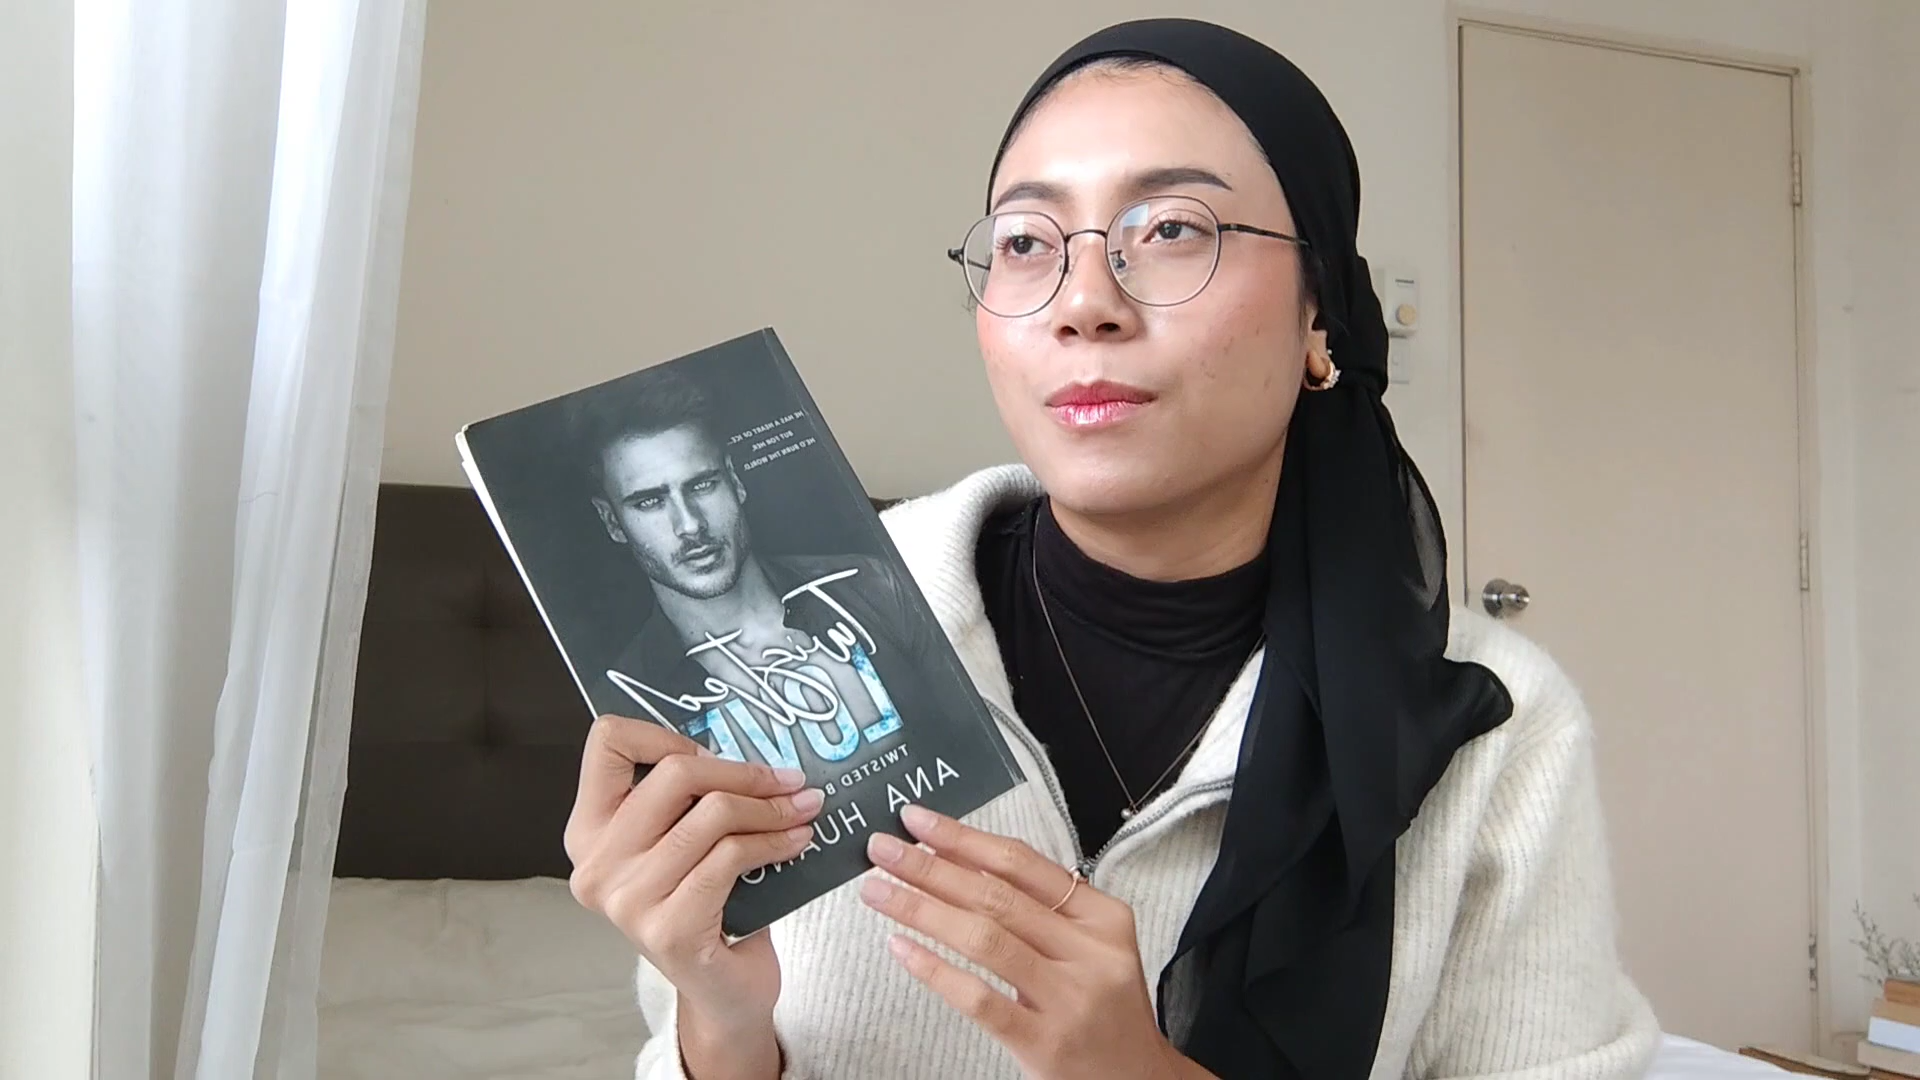 HE HAS A HEART OF ICE...
BUT FOR HER,
HE'D BURN THE WORLD.
Twisted
LOVE
TWISTED
ANA HUANG